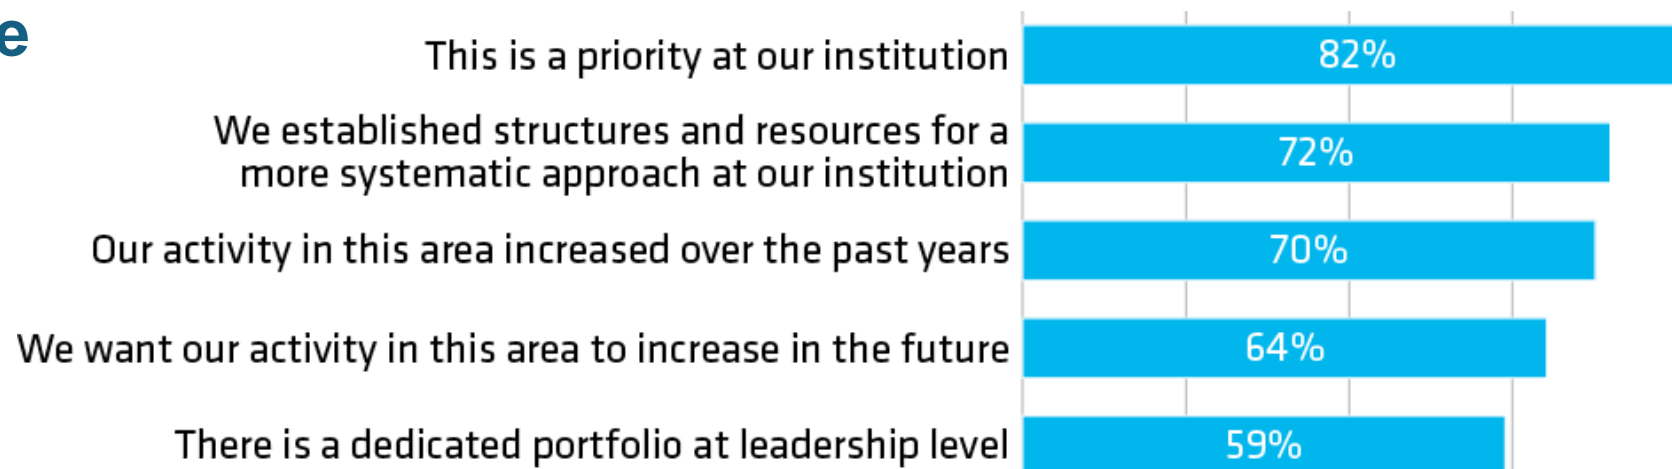 e
This is a priority at our institution
82%
We established structures and resources for a
more systematic approach at our institution
72%
Our activity in this area increased over the past years
70%
We want our activity in this area to increase in the future
64%
There is a dedicated portfolio at leadership level
59%